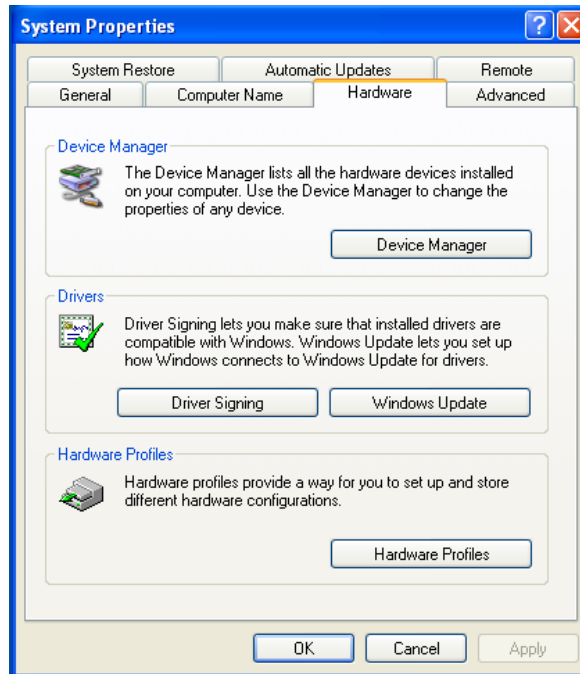 System Properties
System Restore Automatic Updates Remote
General Computer Name Hardware Advanced
Device Manager
The Device Manager lists all the hardware devices installed
on your computer. Use the Device Manager to change the
properties of any device.
Device Manager
Drivers
Driver Signing lets you make sure that installed drivers are
compatible with Windows. Windows Update lets you set up
how Windows connects to Windows Update for drivers.
Driver Signing Windows Update
Hardware Profiles
Hardware profiles provide a way for you to set up and store
different hardware configurations.
Hardware Profiles
OK Cancel Apply